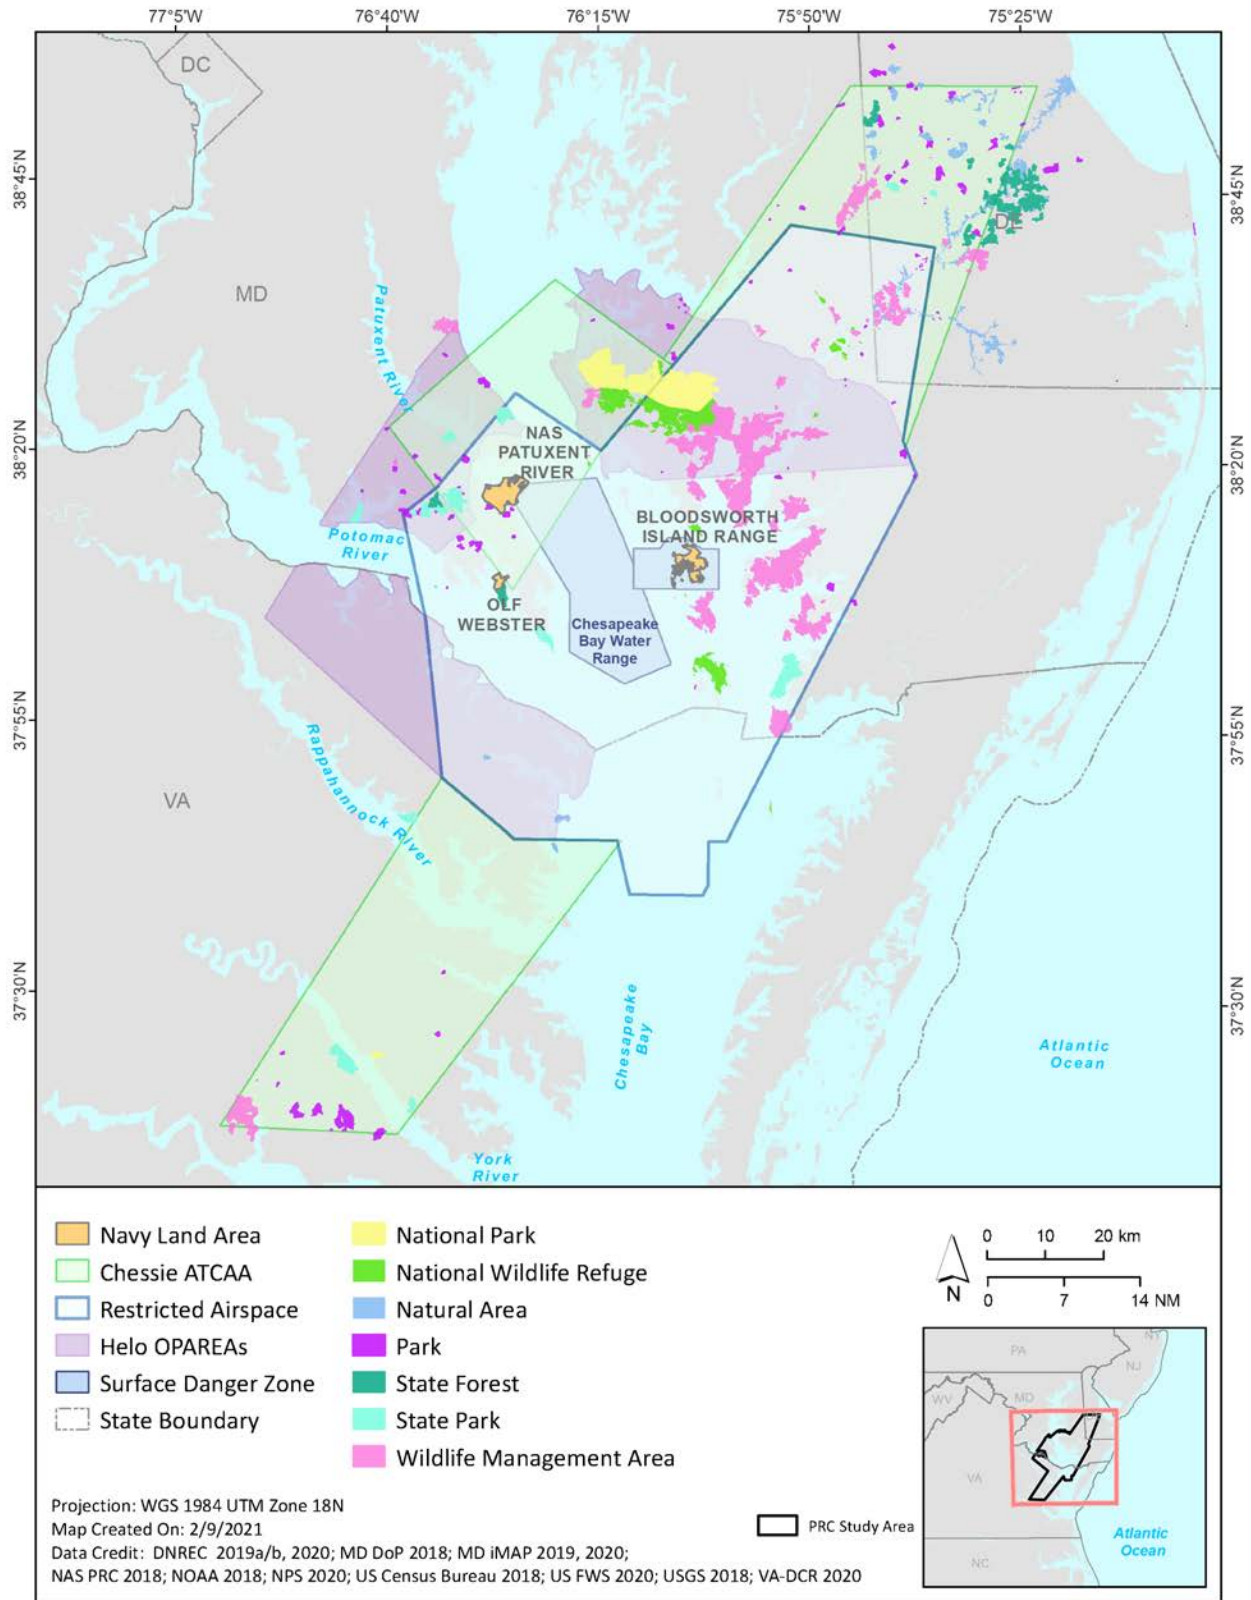 77°5'W 76°40'W 76°15'W 75°50'W 75°25'W
DC
38°45'N
38°45'N
DE
MD
Patuxent River
38°20'N
38°20'N
NAS
PATUXENT
RIVER
BLOODSWORTH
ISLAND RANGE
Potomac
River
OLF
WEBSTER
Chesapeake
Bay Water
Range
37°55'N
37°55'N
Rappahannock River
VA
37°30'N
37°30'N
Chesapeake
Bay
Atlantic
Ocean
York
River
Navy Land Area
Chessie ATCAA
Restricted Airspace
Helo OPAREAs
Surface Danger Zone
State Boundary
National Park
National Wildlife Refuge
Natural Area
Park
State Forest
State Park
Wildlife Management Area
0 10 20 km
N
0 7 14 NM
PA
NY
NJ
WV
MD
VA
NC
Atlantic
Ocean
PRC Study Area
Projection: WGS 1984 UTM Zone 18N
Map Created On: 2/9/2021
Data Credit: DNREC 2019a/b, 2020; MD DoP 2018; MD iMAP 2019, 2020;
NAS PRC 2018; NOAA 2018; NPS 2020; US Census Bureau 2018; US FWS 2020; USGS 2018; VA-DCR 2020